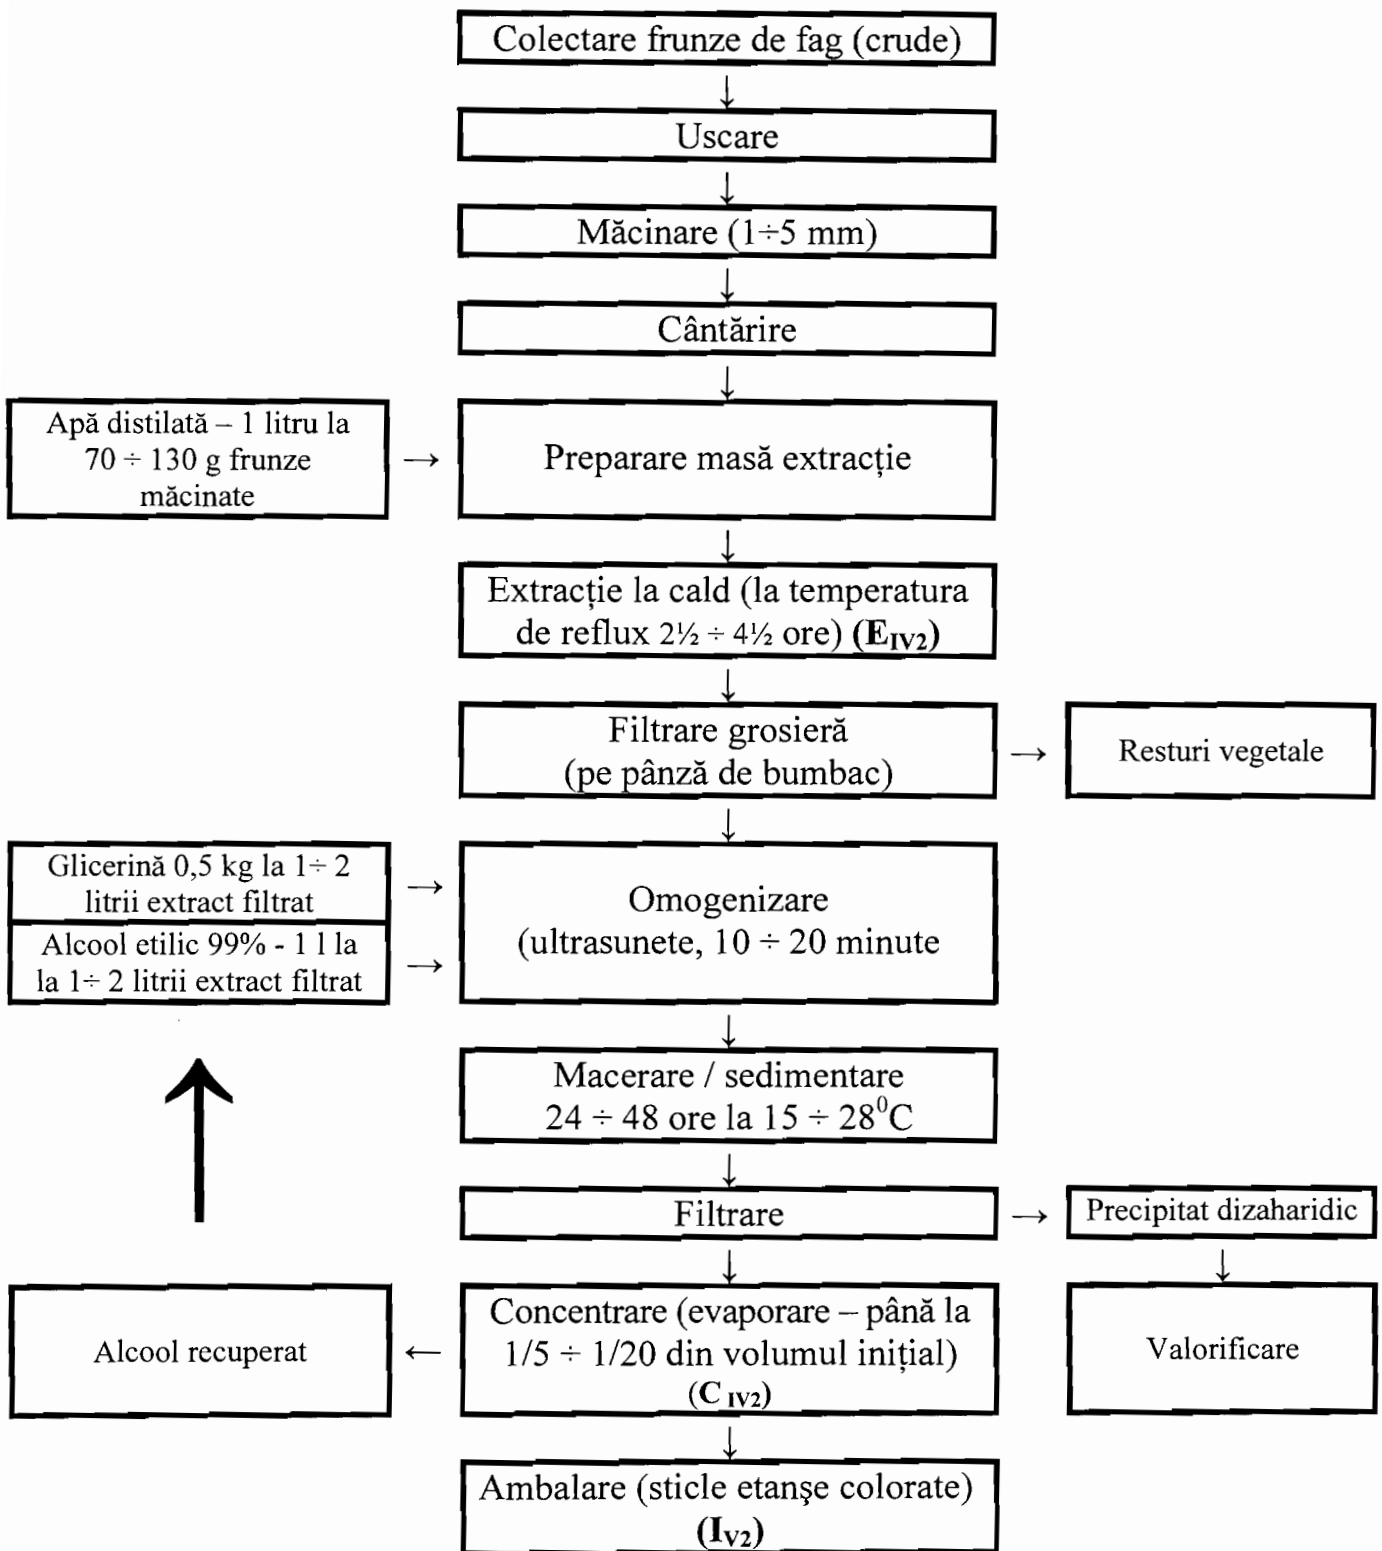 Colectare frunze de fag (crude)
↓
Uscare
↓
Măcinare (1÷5 mm)
↓
Cântărire
↓
Apă distilată – 1 litru la
70 ÷ 130 g frunze
măcinate
→
Preparare masă extracție
↓
Extracție la cald (la temperatura
de reflux 2½ ÷ 4½ ore) (E_IV2)
↓
Filtrare grosieră
(pe pânză de bumbac)
→
Resturi vegetale
↓
Glicerină 0,5 kg la 1÷ 2
litrii extract filtrat
→
Alcool etilic 99% - 1 l la
la 1÷ 2 litrii extract filtrat
→
Omogenizare
(ultrasunete, 10 ÷ 20 minute
↓
Macerare / sedimentare
24 ÷ 48 ore la 15 ÷ 28⁰C
↓
Filtrare
→
Precipitat dizaharidic
↓
Valorificare
↓
Concentrare (evaporare – până la
1/5 ÷ 1/20 din volumul inițial)
(C IV2)
←
Alcool recuperat
↑
↓
Ambalare (sticle etanşe colorate)
(I_V2)